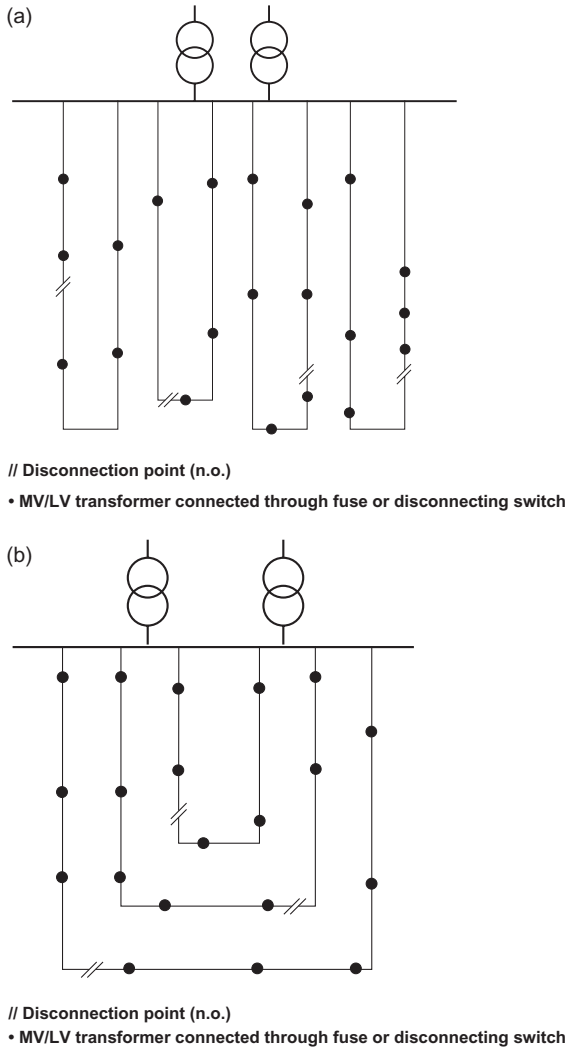 (a)
// Disconnection point (n.o.)
• MV/LV transformer connected through fuse or disconnecting switch
(b)
// Disconnection point (n.o.)
• MV/LV transformer connected through fuse or disconnecting switch